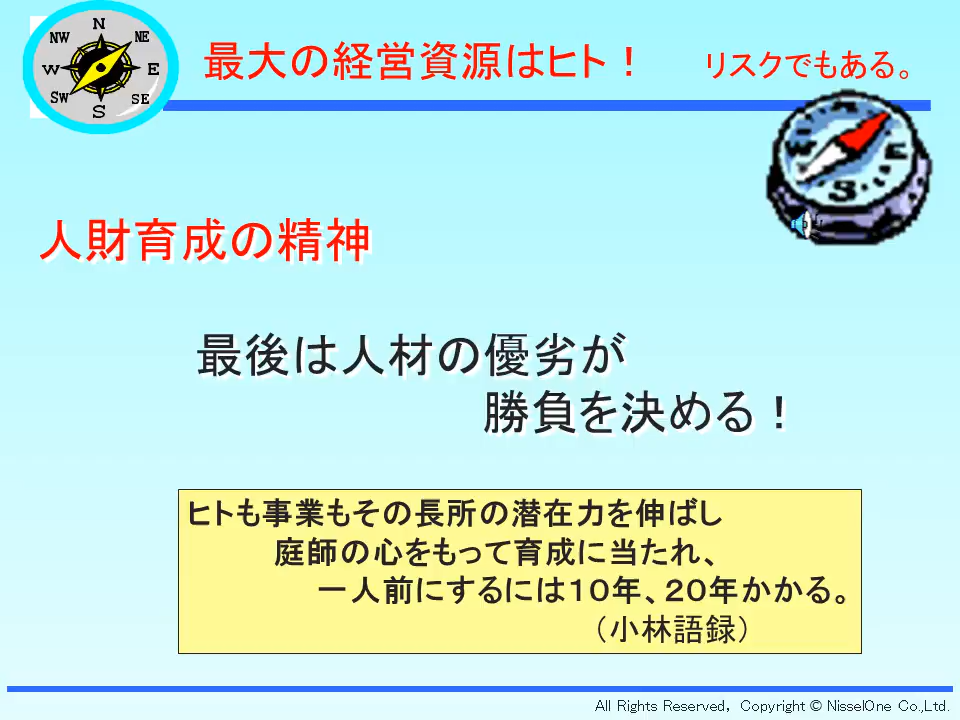 N
NW NE
W E
SW SE
S
最大の経営資源はヒト！ リスクでもある。
W E
S
人財育成の精神
最後は人材の優劣が
勝負を決める！
ヒトも事業もその長所の潜在力を伸ばし
庭師の心をもって育成に当たれ、
一人前にするには１０年、２０年かかる。
（小林語録）
All Rights Reserved, Copyright © NisselOne Co.,Ltd.